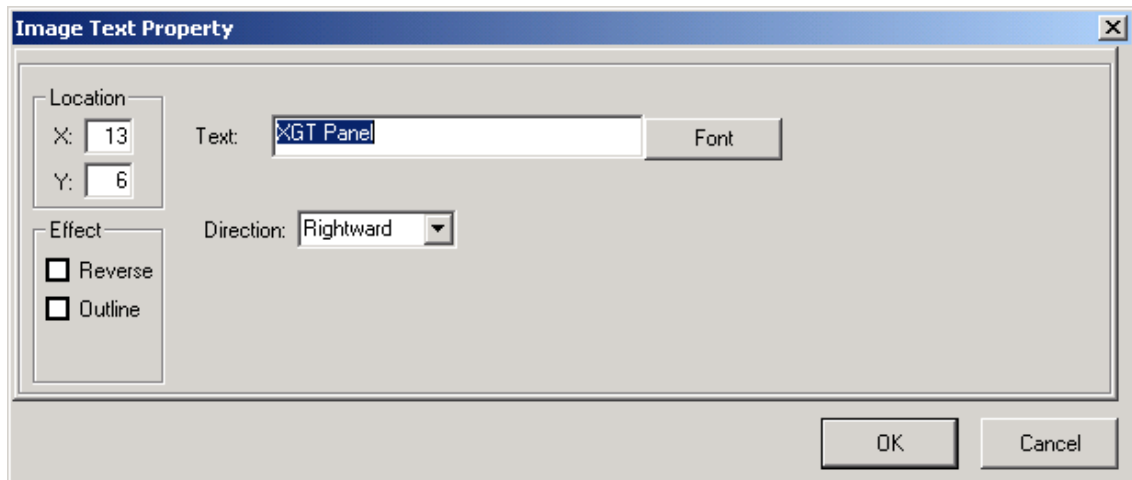 Image Text Property
Location
X: 13
Y: 6
Text: XGT Panel
Font
Effect
Reverse
Outline
Direction: Rightward
OK
Cancel